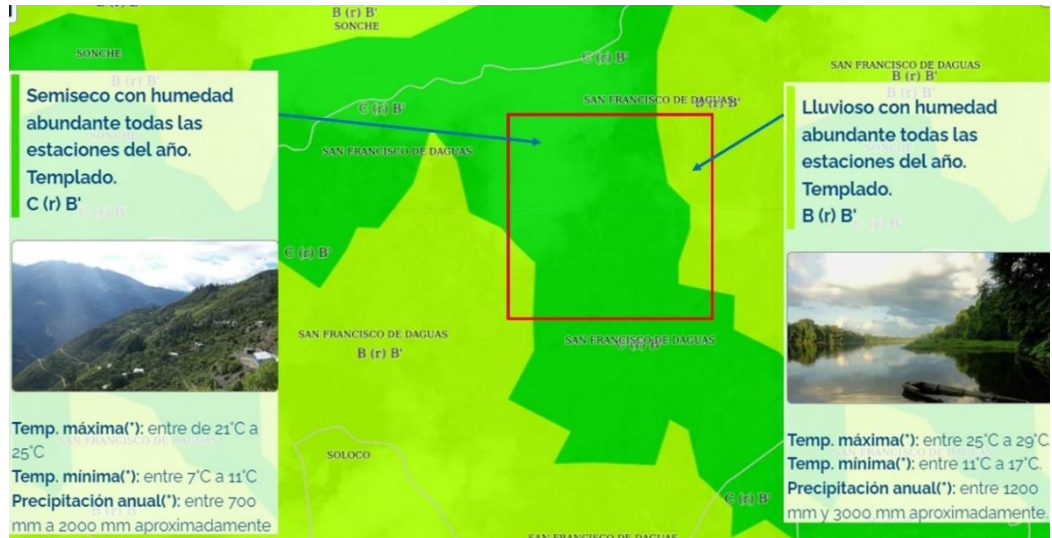 B (r) B'
SONCHE
SONCHE
C (r) B'
SAN FRANCISCO DE DAGUAS
B (r) B'
SAN FRANCISCO DE DAGUAS
B (r) B'
C (r) B'
SAN FRANCISCO DE DAGUAS
C (r) B'
SAN FRANCISCO DE DAGUAS
B (r) B'
SAN FRANCISCO DE DAGUAS
C (r) B'
SOLOCO
C (r) B'
SAN FRANCISCO DE DAGUAS
Semiseco con humedad
abundante todas las
estaciones del año.
Templado.
C (r) B'
Temp. máxima(*): entre de 21°C a
25°C
Temp. mínima(*): entre 7°C a 11°C
Precipitación anual(*): entre 700
mm a 2000 mm aproximadamente
Lluvioso con humedad
abundante todas las
estaciones del año.
Templado.
B (r) B'
Temp. máxima(*): entre 25°C a 29°C.
Temp. mínima(*): entre 11°C a 17°C.
Precipitación anual(*): entre 1200
mm y 3000 mm aproximadamente.